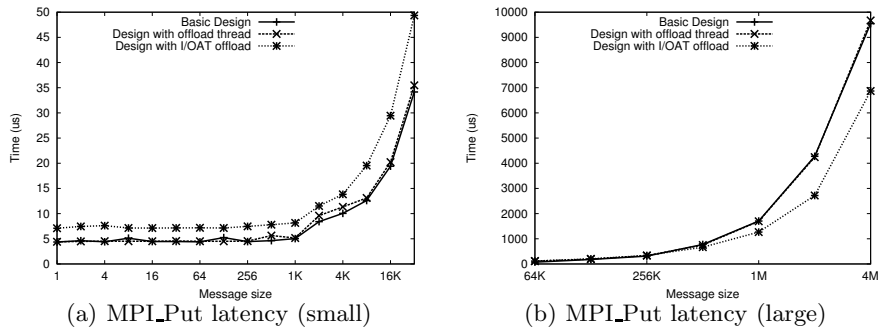 50
45
40
35
30
25
20
15
10
5
0
Time (us)
Basic Design
Design with offload thread
Design with I/OAT offload
1 4 16 64 256 1K 4K 16K
Message size
(a) MPI_Put latency (small)
10000
9000
8000
7000
6000
5000
4000
3000
2000
1000
0
Time (us)
Basic Design
Design with offload thread
Design with I/OAT offload
64K 256K 1M 4M
Message size
(b) MPI_Put latency (large)